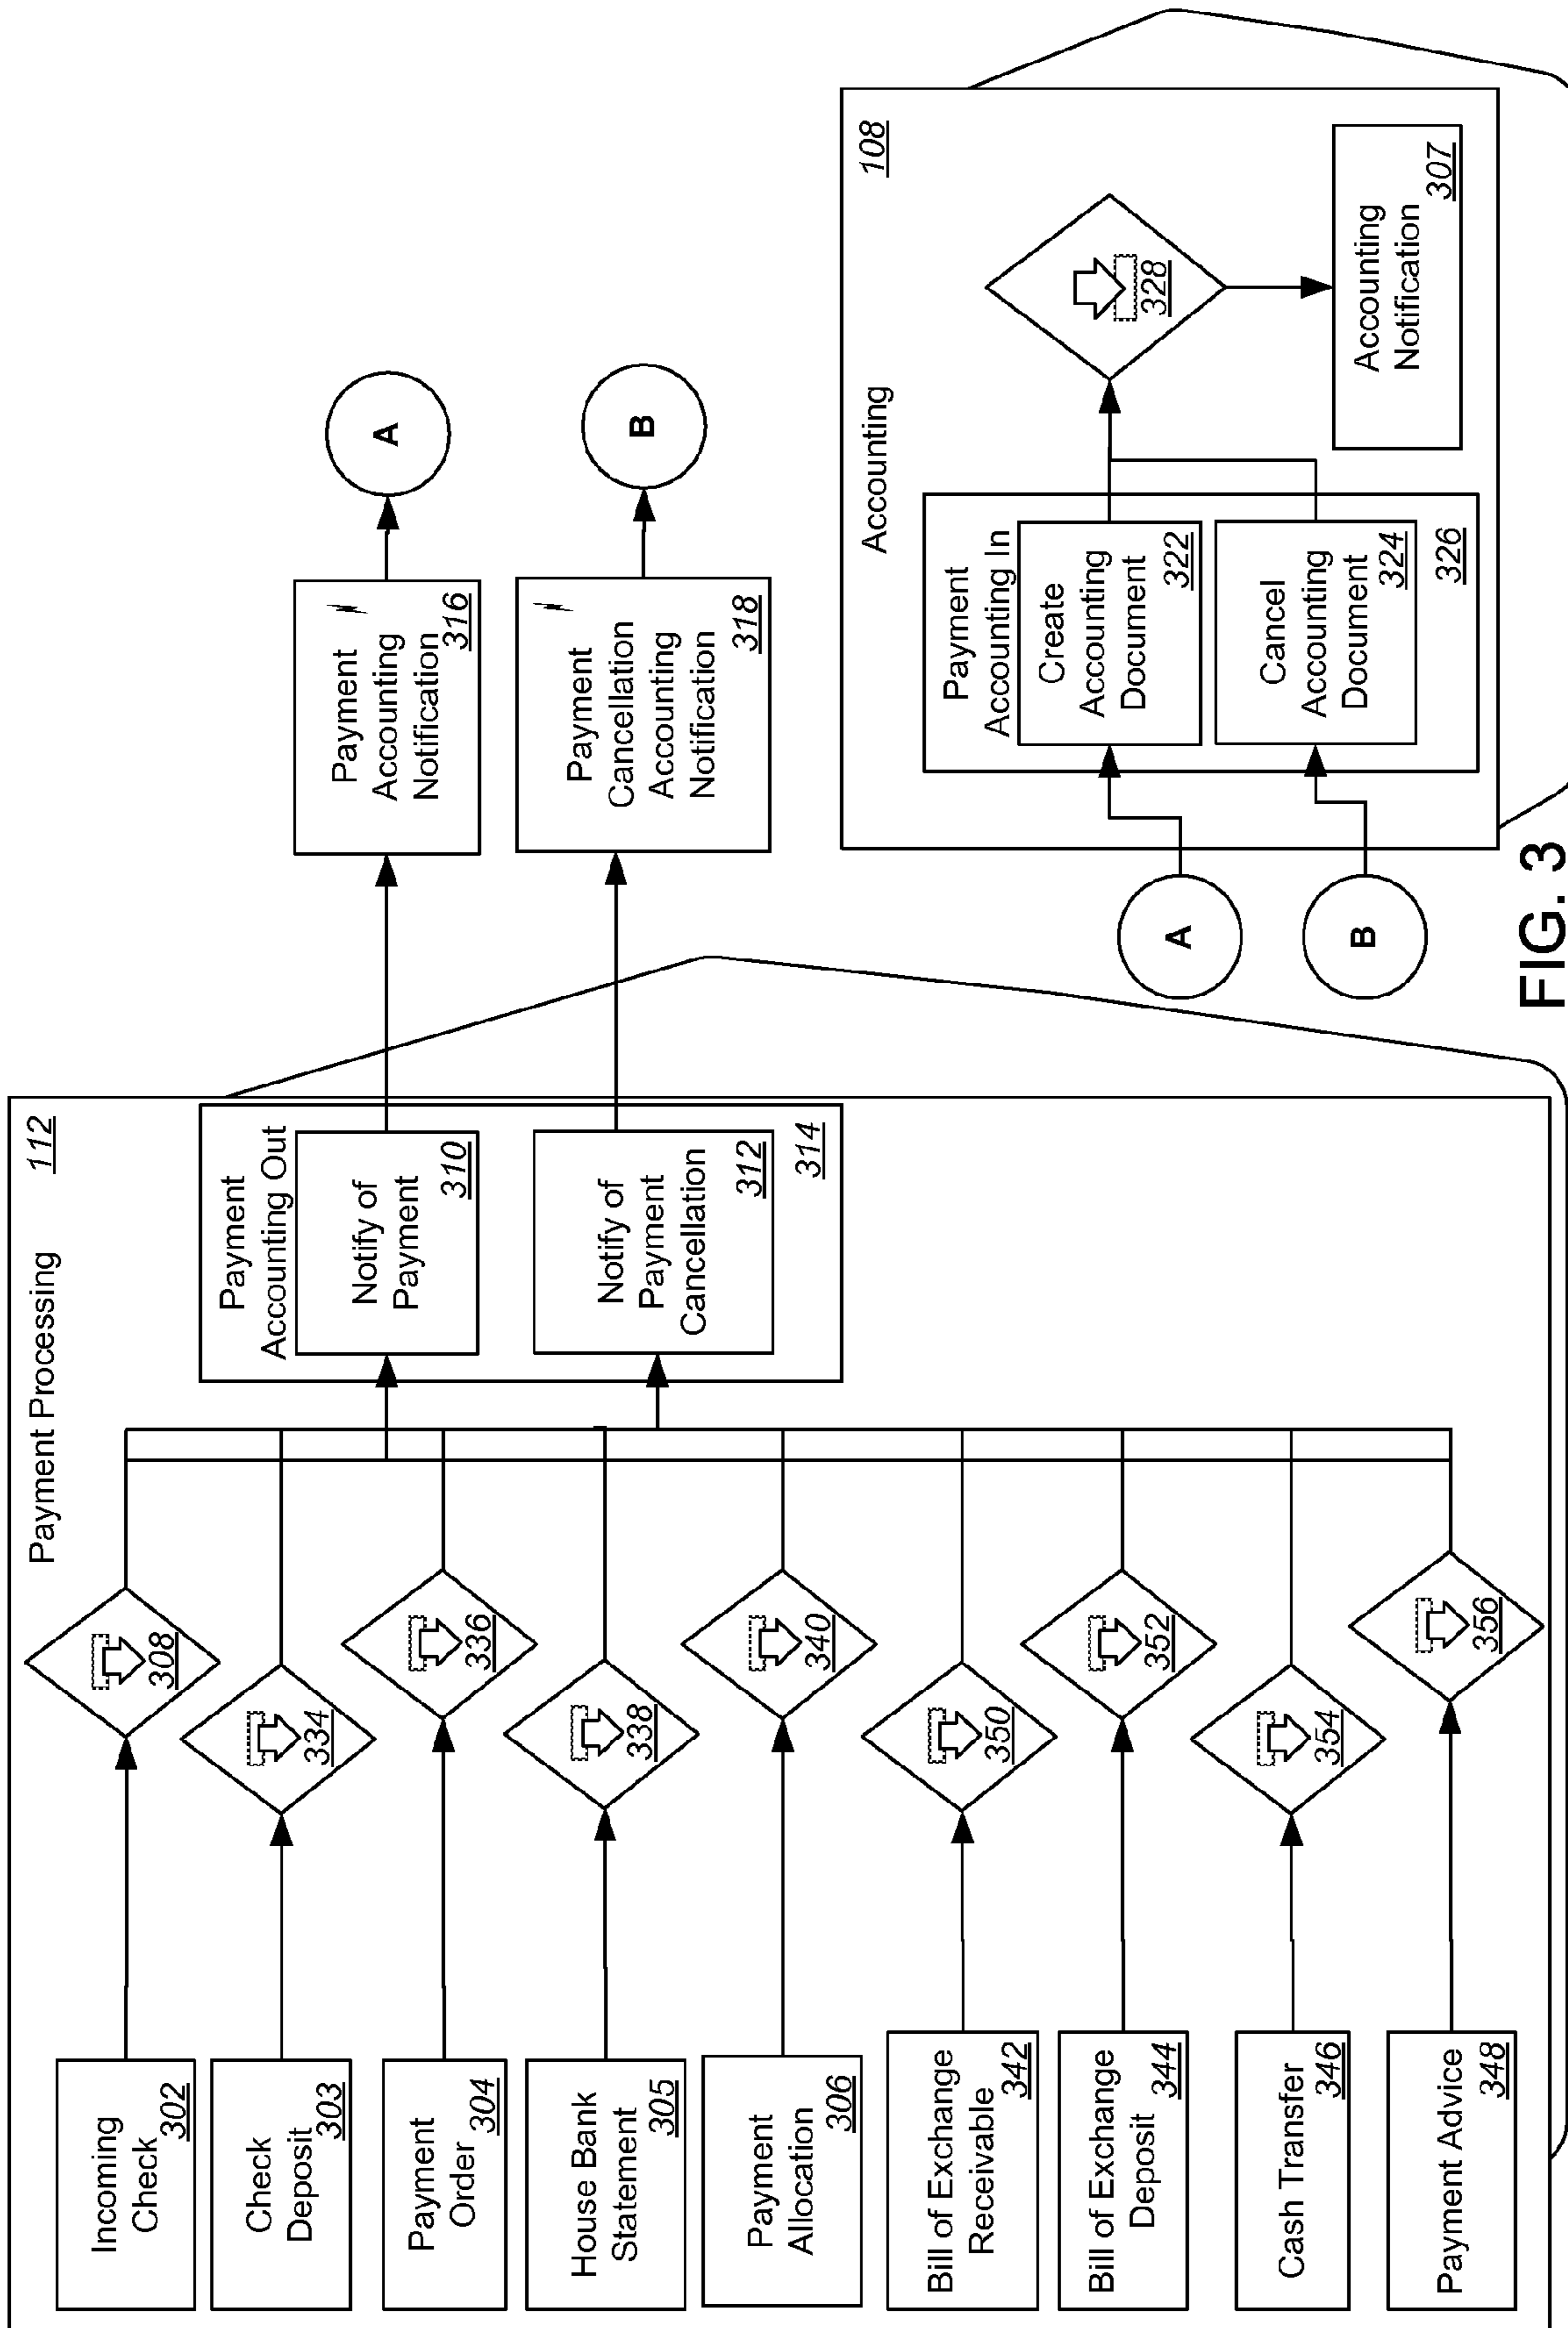 Payment Processing
112
Incoming
Check
302
308
Check
Deposit
303
334
Payment
Order
304
336
House Bank
Statement
305
338
Payment
Allocation
306
340
Bill of Exchange
Receivable
342
350
Bill of Exchange
Deposit
344
352
Cash Transfer
346
354
Payment Advice
348
356
Payment
Accounting Out
Notify of
Payment
310
Notify of
Payment
Cancellation
312
314
Payment
Accounting
Notification
316
A
Payment
Cancellation
Accounting
Notification
318
B
Accounting
108
A
B
Payment
Accounting In
Create
Accounting
Document
322
Cancel
Accounting
Document
324
326
328
Accounting
Notification
307
FIG. 3